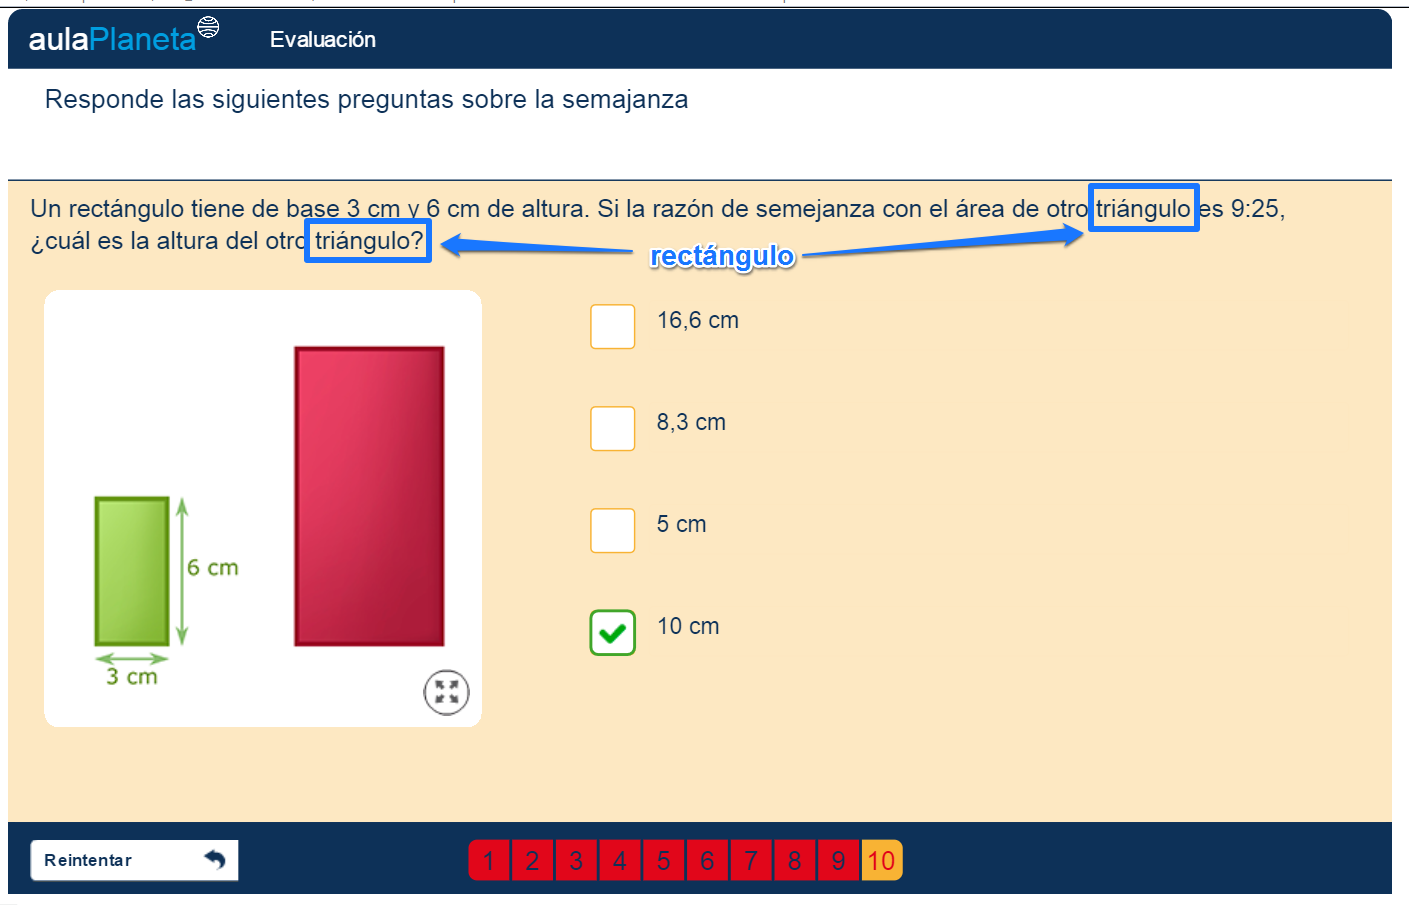 aulaPlaneta Evaluación
Responde las siguientes preguntas sobre la semajanza
Un rectángulo tiene de base 3 cm y 6 cm de altura. Si la razón de semejanza con el área de otro triángulo es 9:25,
¿cuál es la altura del otro triángulo?
rectángulo
16,6 cm
8,3 cm
5 cm
10 cm
6 cm
3 cm
Reintentar 1 2 3 4 5 6 7 8 9 10